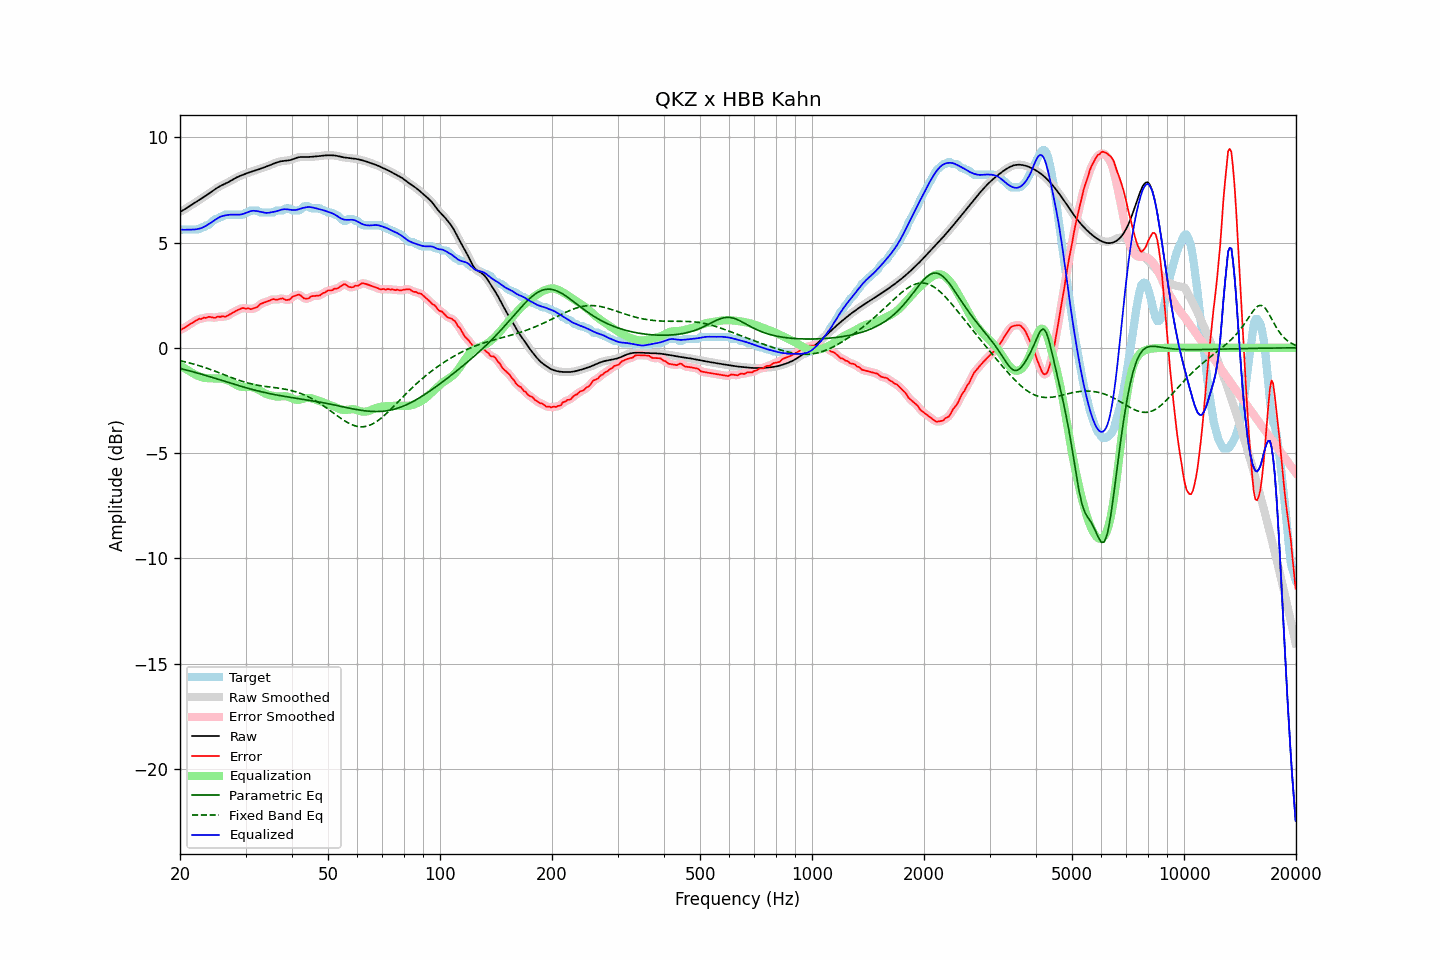 QKZ x HBB Kahn
Amplitude (dBr)
10
5
0
−5
−10
−15
−20
Target
Raw Smoothed
Error Smoothed
Raw
Error
Equalization
Parametric Eq
Fixed Band Eq
Equalized
20 50 100 200 500 1000 2000 5000 10000 20000
Frequency (Hz)